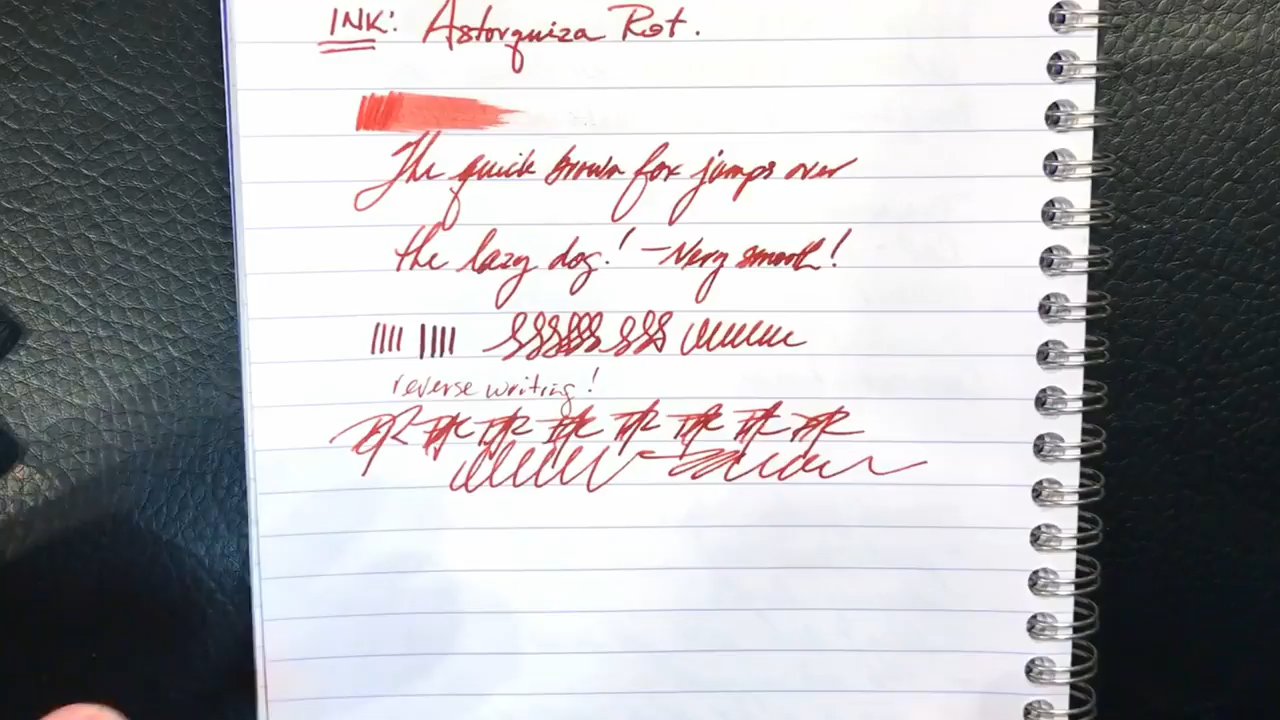 INK: Astorquiza Rot.
The quick brown fox jumps over
the lazy dog! - Very smooth!
reverse writing!